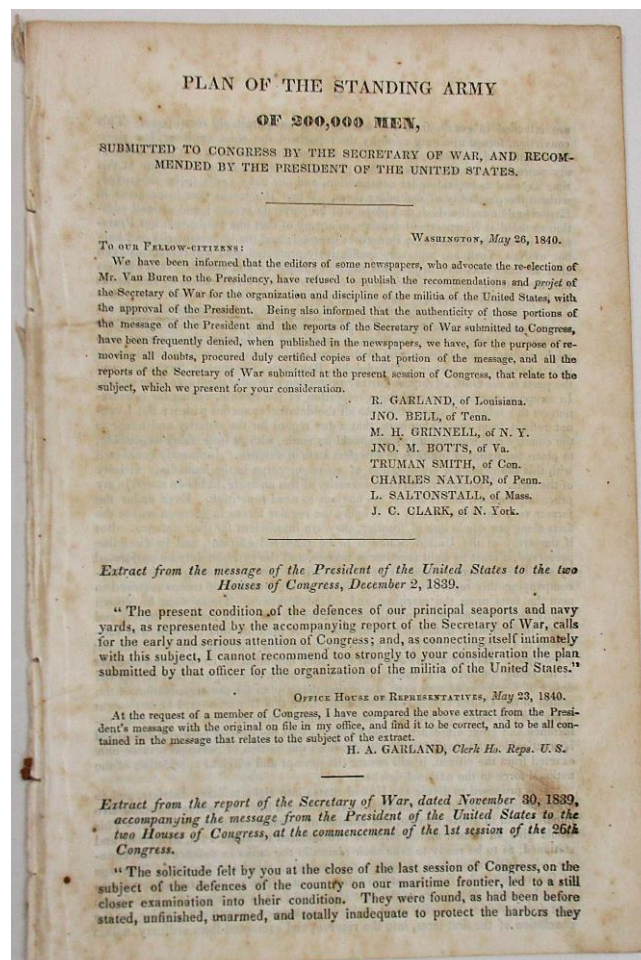 PLAN OF THE STANDING ARMY
OF 200,000 MEN,
SUBMITTED TO CONGRESS BY THE SECRETARY OF WAR, AND RECOM-
MENDED BY THE PRESIDENT OF THE UNITED STATES.
WASHINGTON, May 26, 1840.
TO OUR FELLOW-CITIZENS:
We have been informed that the editors of some newspapers, who advocate the re-election of
Mr. Van Buren to the Presidency, have refused to publish the recommendations and projet of
the Secretary of War for the organization and discipline of the militia of the United States, with
the approval of the President. Being also informed that the authenticity of those portions of
the message of the President and the reports of the Secretary of War submitted to Congress,
have been frequently denied, when published in the newspapers, we have, for the purpose of re-
moving all doubts, procured duly certified copies of that portion of the message, and all the
reports of the Secretary of War submitted at the present session of Congress, that relate to the
subject, which we present for your consideration.
R. GARLAND, of Louisiana.
JNO. BELL, of Tenn.
M. H. GRINNELL, of N. Y.
JNO. M. BOTTS, of Va.
TRUMAN SMITH, of Con.
CHARLES NAYLOR, of Penn.
L. SALTONSTALL, of Mass.
J. C. CLARK, of N. York.
Extract from the message of the President of the United States to the two
Houses of Congress, December 2, 1839.
" The present condition of the defences of our principal seaports and navy
yards, as represented by the accompanying report of the Secretary of War, calls
for the early and serious attention of Congress; and, as connecting itself intimately
with this subject, I cannot recommend too strongly to your consideration the plan
submitted by that officer for the organization of the militia of the United States."
OFFICE HOUSE OF REPRESENTATIVES, May 23, 1840.
At the request of a member of Congress, I have compared the above extract from the Presi-
dent's message with the original on file in my office, and find it to be correct, and to be all con-
tained in the message that relates to the subject of the extract.
H. A. GARLAND, Clerk Ho. Reps. U. S.
Extract from the report of the Secretary of War, dated November 30, 1839,
accompanying the message from the President of the United States to the
two Houses of Congress, at the commencement of the 1st session of the 26th
Congress.
" The solicitude felt by you at the close of the last session of Congress, on the
subject of the defences of the country on our maritime frontier, led to a still
closer examination into their condition. They were found, as had been before
stated, unfinished, unarmed, and totally inadequate to protect the harbors they